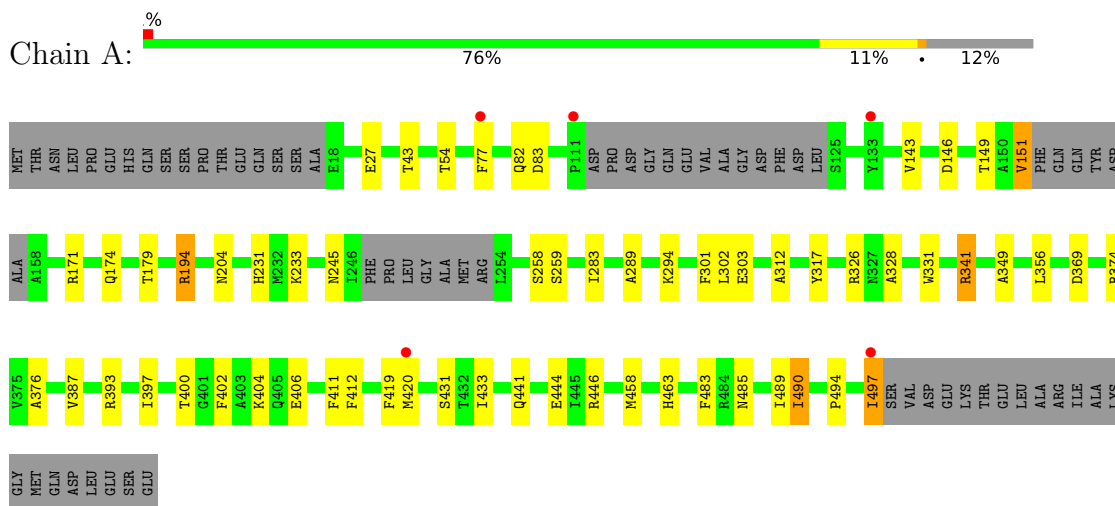 %
Chain A:
76% 11% • 12%
MET THR ASN LEU PRO GLU HIS GLN SER SER PRO THR GLU GLN SER SER ALA E18 E27 T43 T54 F77 Q82 D83 P111 ASP PRO ASP GLY GLN GLU VAL ALA GLY ASP PHE ASP LEU S125 Y133 V143 D146 T149 A150 V151 PHE GLN GLN TYR ASP
ALA A158 R171 Q174 T179 R194 N204 H231 M232 K233 N245 I246 PHE PRO LEU GLY ALA MET ARG L254 S258 S259 I283 A289 K294 F301 L302 E303 A312 Y317 R326 N327 A328 W331 R341 A349 L356 D369 R374
V375 A376 V387 R393 I397 T400 G401 F402 A403 K404 Q405 E406 F411 F412 F419 M420 S431 T432 I433 Q441 E444 I445 R446 M458 H463 F483 R484 N485 I489 I490 P494 I497 SER VAL ASP GLU LYS THR GLU LEU ALA ARG ILE ALA LYS
GLY MET GLN ASP LEU GLU SER GLU